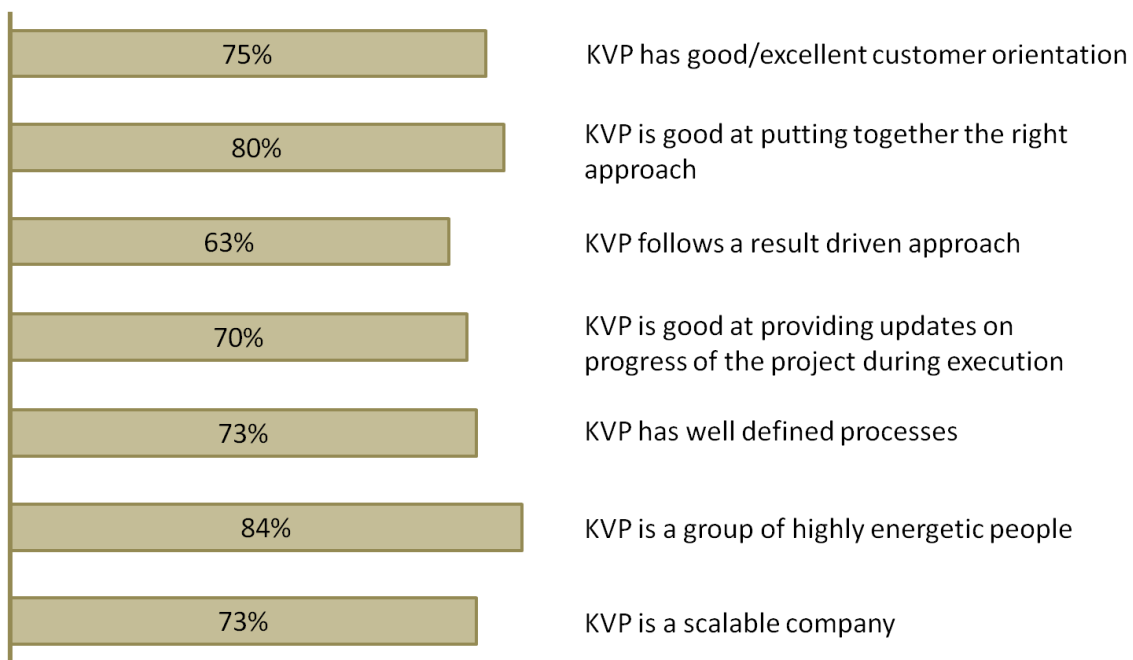 75%
KVP has good/excellent customer orientation
80%
KVP is good at putting together the right
approach
63%
KVP follows a result driven approach
70%
KVP is good at providing updates on
progress of the project during execution
73%
KVP has well defined processes
84%
KVP is a group of highly energetic people
73%
KVP is a scalable company